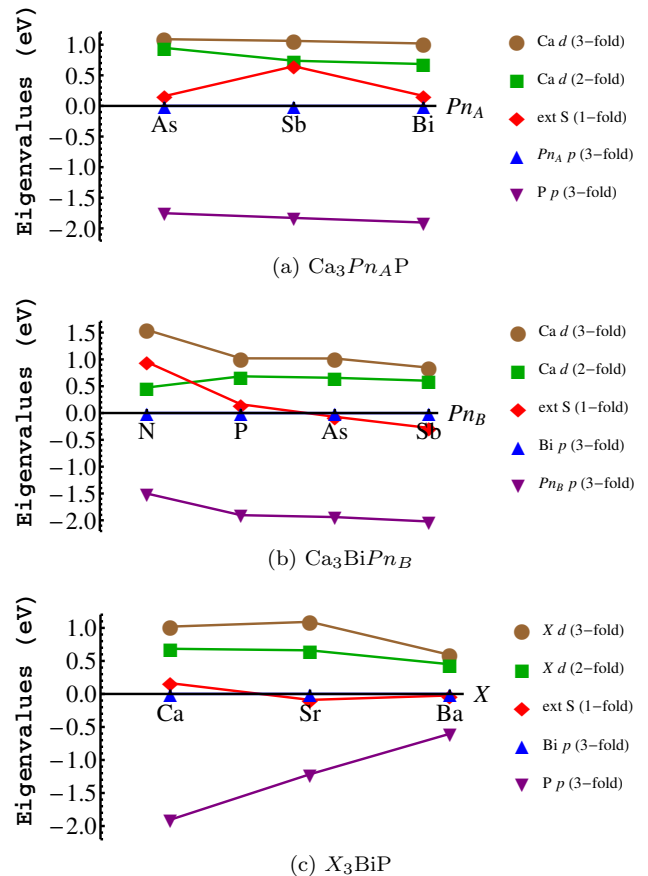 Eigenvalues (eV)
1.0
0.5
0.0
−0.5
−1.0
−1.5
−2.0
As
Sb
Bi
PnA
Ca d (3−fold)
Ca d (2−fold)
ext S (1−fold)
PnA p (3−fold)
P p (3−fold)
(a) Ca3PnAP
Eigenvalues (eV)
1.5
1.0
0.5
0.0
−0.5
−1.0
−1.5
−2.0
N
P
As
Sb
PnB
Ca d (3−fold)
Ca d (2−fold)
ext S (1−fold)
Bi p (3−fold)
PnB p (3−fold)
(b) Ca3BiPnB
Eigenvalues (eV)
1.0
0.5
0.0
−0.5
−1.0
−1.5
−2.0
Ca
Sr
Ba
X
X d (3−fold)
X d (2−fold)
ext S (1−fold)
Bi p (3−fold)
P p (3−fold)
(c) X3BiP